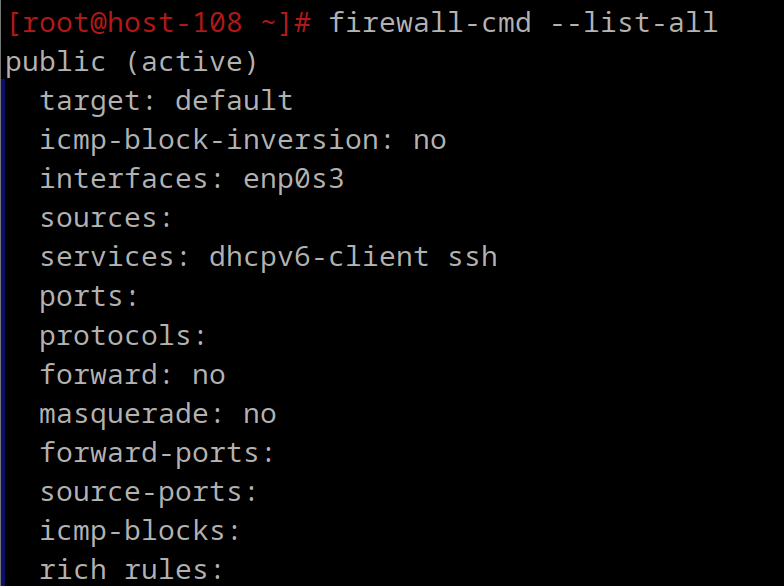 [root@host-108 ~]# firewall-cmd --list-all
public (active)
  target: default
  icmp-block-inversion: no
  interfaces: enp0s3
  sources:
  services: dhcpv6-client ssh
  ports:
  protocols:
  forward: no
  masquerade: no
  forward-ports:
  source-ports:
  icmp-blocks:
  rich rules: